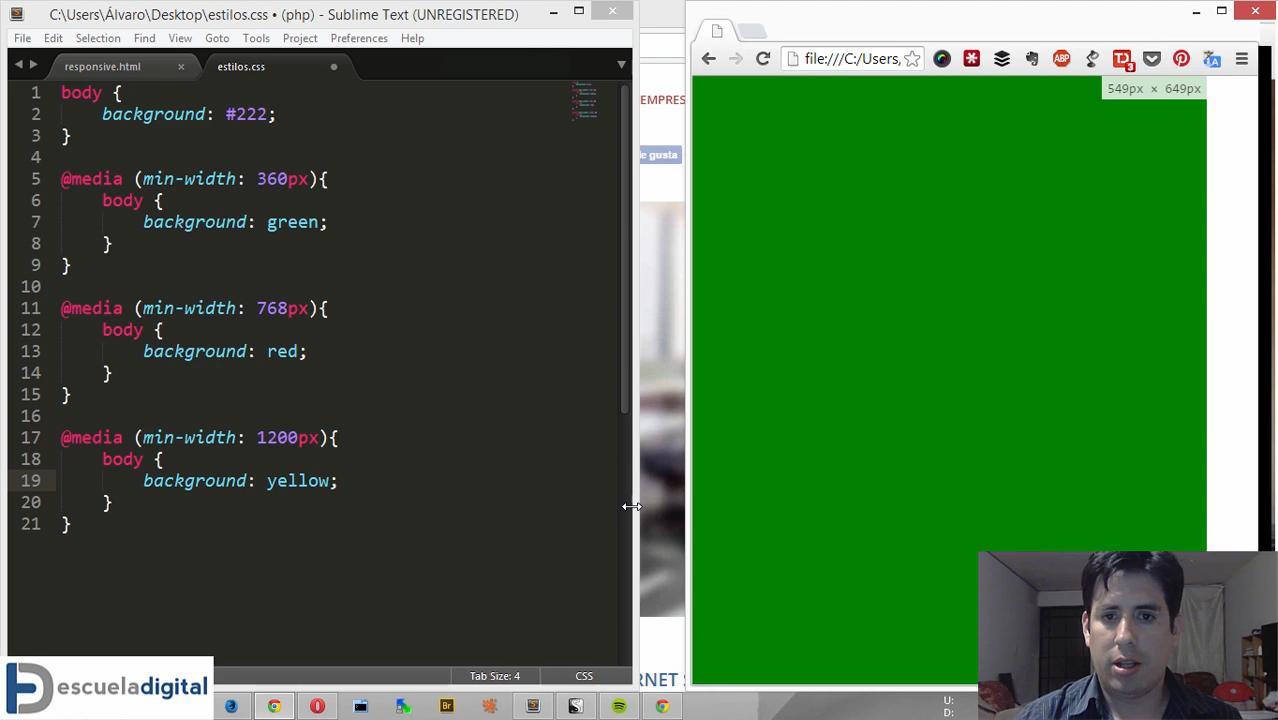 C:\Users\Álvaro\Desktop\estilos.css • (php) - Sublime Text (UNREGISTERED)
File Edit Selection Find View Goto Tools Project Preferences Help
responsive.html × estilos.css
1 body {
2 background: #222;
3 }
4
5 @media (min-width: 360px){
6 body {
7 background: green;
8 }
9 }
10
11 @media (min-width: 768px){
12 body {
13 background: red;
14 }
15 }
16
17 @media (min-width: 1200px){
18 body {
19 background: yellow;
20 }
21 }
Tab Size: 4 CSS
escueladigital
Br
file:///C:/Users,
ABP
3
549px × 649px
EMPRES
e gusta
RNET S
U:
D: